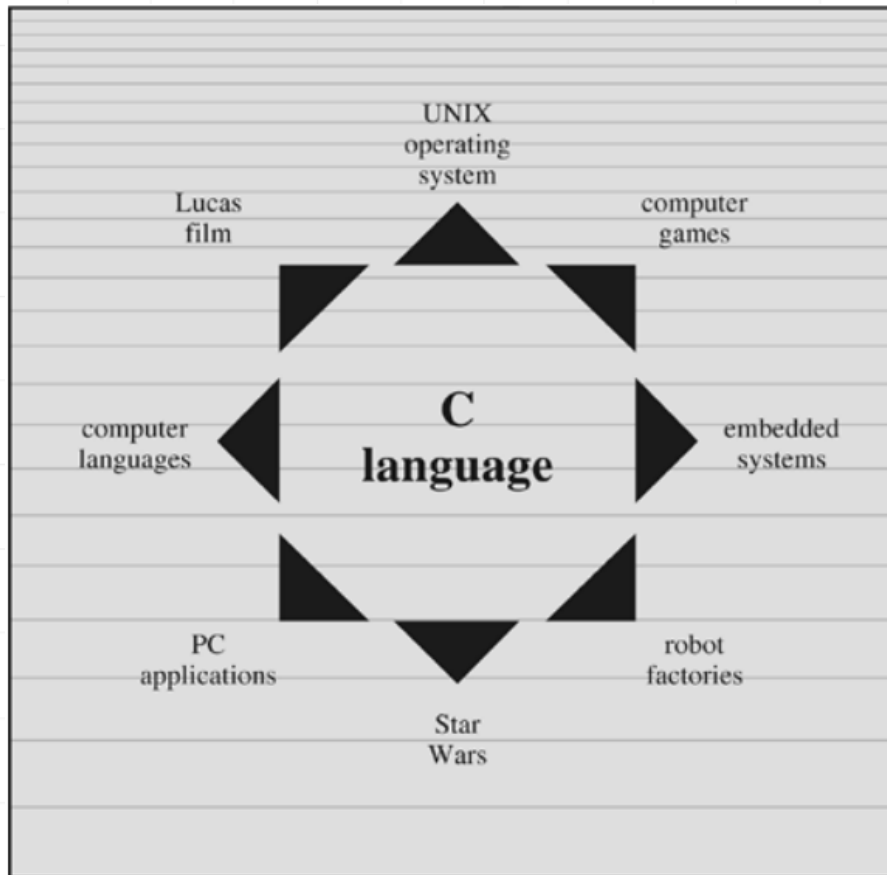 UNIX
operating
system
Lucas
film
computer
games
C
language
computer
languages
embedded
systems
PC
applications
robot
factories
Star
Wars